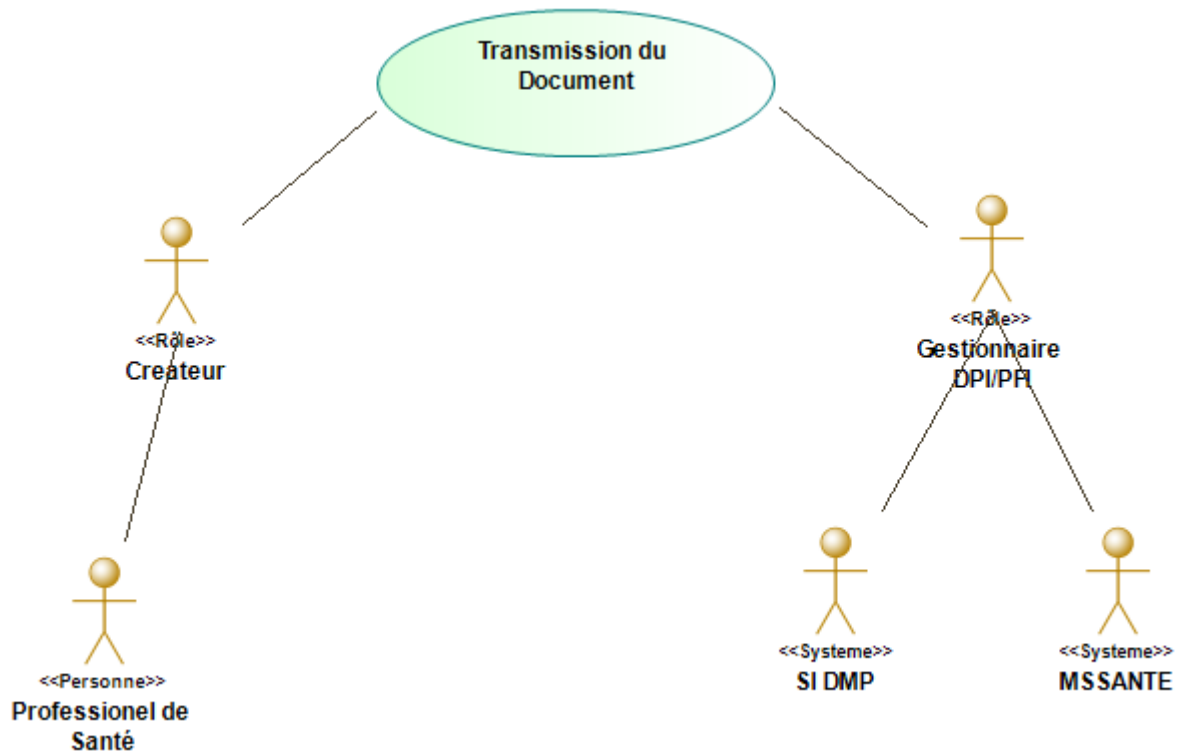 Transmission du
Document
<<Rôle>>
Createur
<<Rôle>>
Gestionnaire
DPI/PFI
<<Personne>>
Professionel de
Santé
<<Systeme>>
SI DMP
<<Systeme>>
MSSANTE